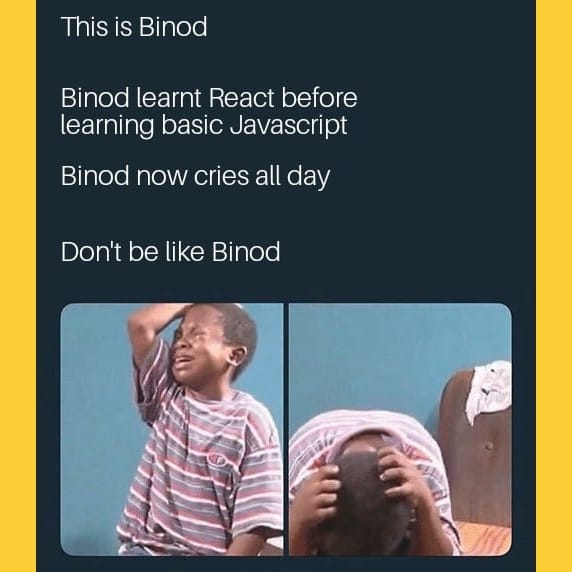 This is Binod
Binod learnt React before
learning basic Javascript
Binod now cries all day
Don't be like Binod